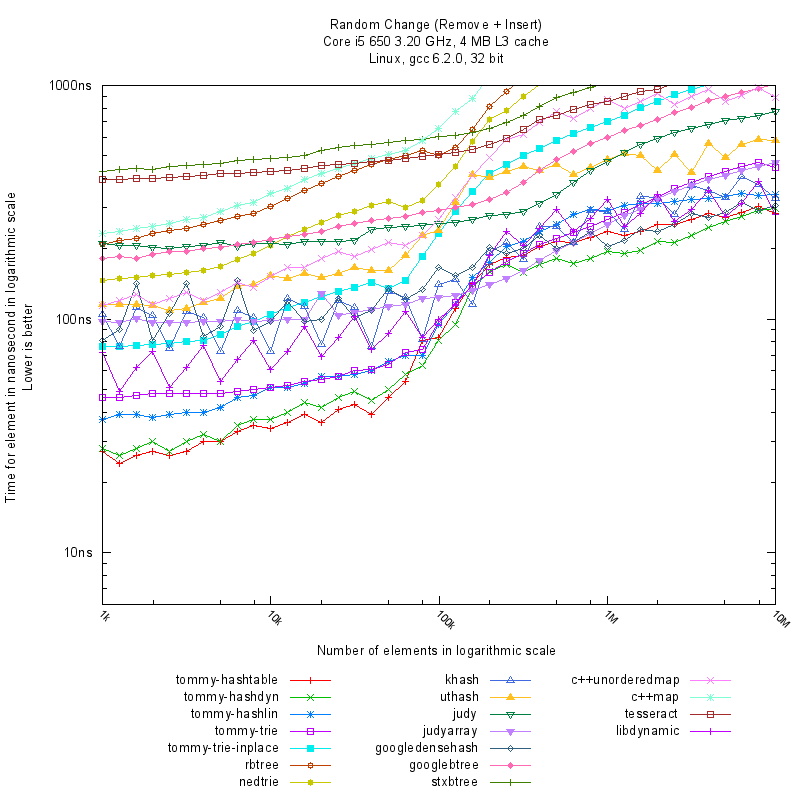 Random Change (Remove + Insert)
Core i5 650 3.20 GHz, 4 MB L3 cache
Linux, gcc 6.2.0, 32 bit
1000ns
100ns
10ns
Time for element in nanosecond in logarithmic scale
Lower is better
1k
10k
100k
1M
10M
Number of elements in logarithmic scale
tommy-hashtable
tommy-hashdyn
tommy-hashlin
tommy-trie
tommy-trie-inplace
rbtree
nedtrie
khash
uthash
judy
judyarray
googledensehash
googlebtree
stxbtree
c++unorderedmap
c++map
tesseract
libdynamic